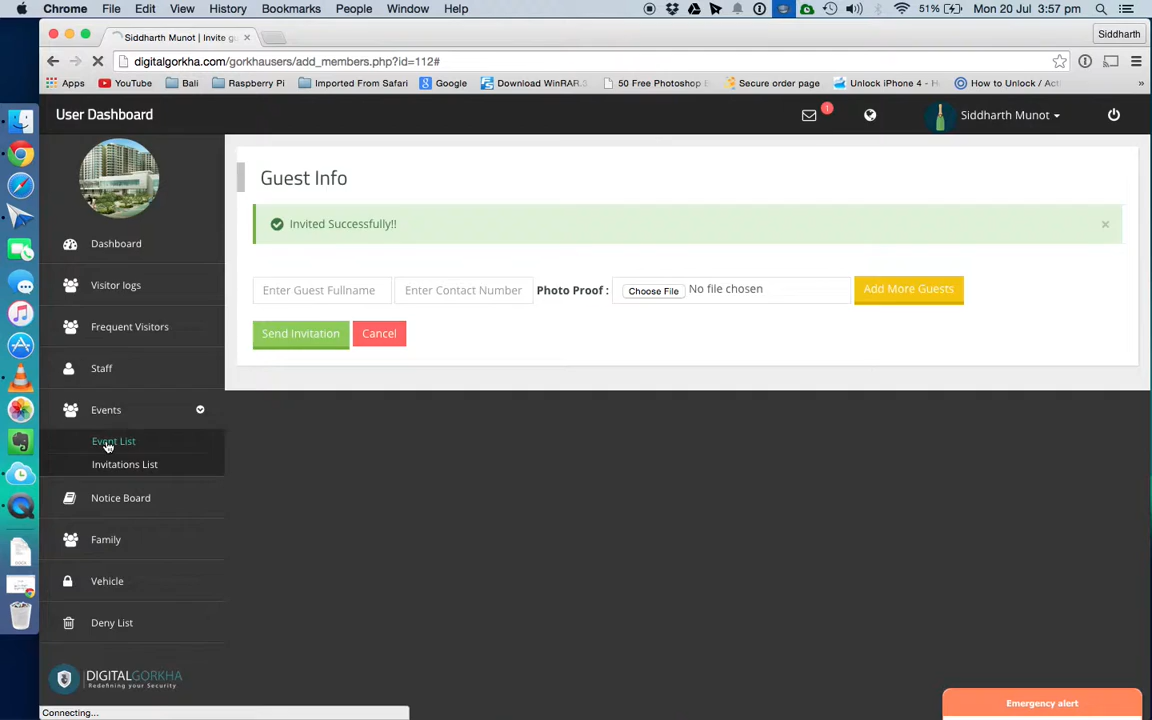 Chrome File Edit View History Bookmarks People Window Help 51% Mon 20 Jul 3:57 pm
Siddharth Munot | Invite gu
Siddharth
digitalgorkha.com/gorkhausers/add_members.php?id=112#
Apps YouTube Bali Raspberry Pi Imported From Safari Google Download WinRAR 50 Free Photoshop Secure order page Unlock iPhone 4 - How to Unlock / Act »
User Dashboard
1
Siddharth Munot
Guest Info
Invited Successfully!!
×
Enter Guest Fullname Enter Contact Number Photo Proof : Choose File No file chosen Add More Guests
Send Invitation Cancel
Dashboard
Visitor logs
Frequent Visitors
Staff
Events
Event List
Invitations List
Notice Board
Family
Vehicle
Deny List
DIGITALGORKHA
Redefining your Security
Connecting...
Emergency alert